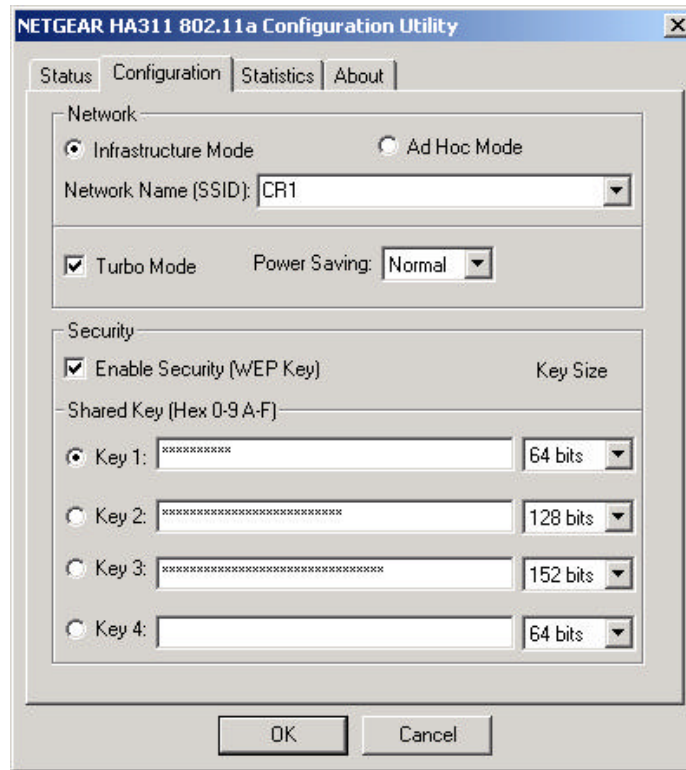 NETGEAR HA311 802.11a Configuration Utility
Status Configuration Statistics About
Network
Infrastructure Mode Ad Hoc Mode
Network Name (SSID): CR1
Turbo Mode Power Saving: Normal
Security
Enable Security (WEP Key) Key Size
Shared Key (Hex 0-9 A-F)
Key 1: ********** 64 bits
Key 2: ************************** 128 bits
Key 3: ******************************** 152 bits
Key 4: 64 bits
OK Cancel